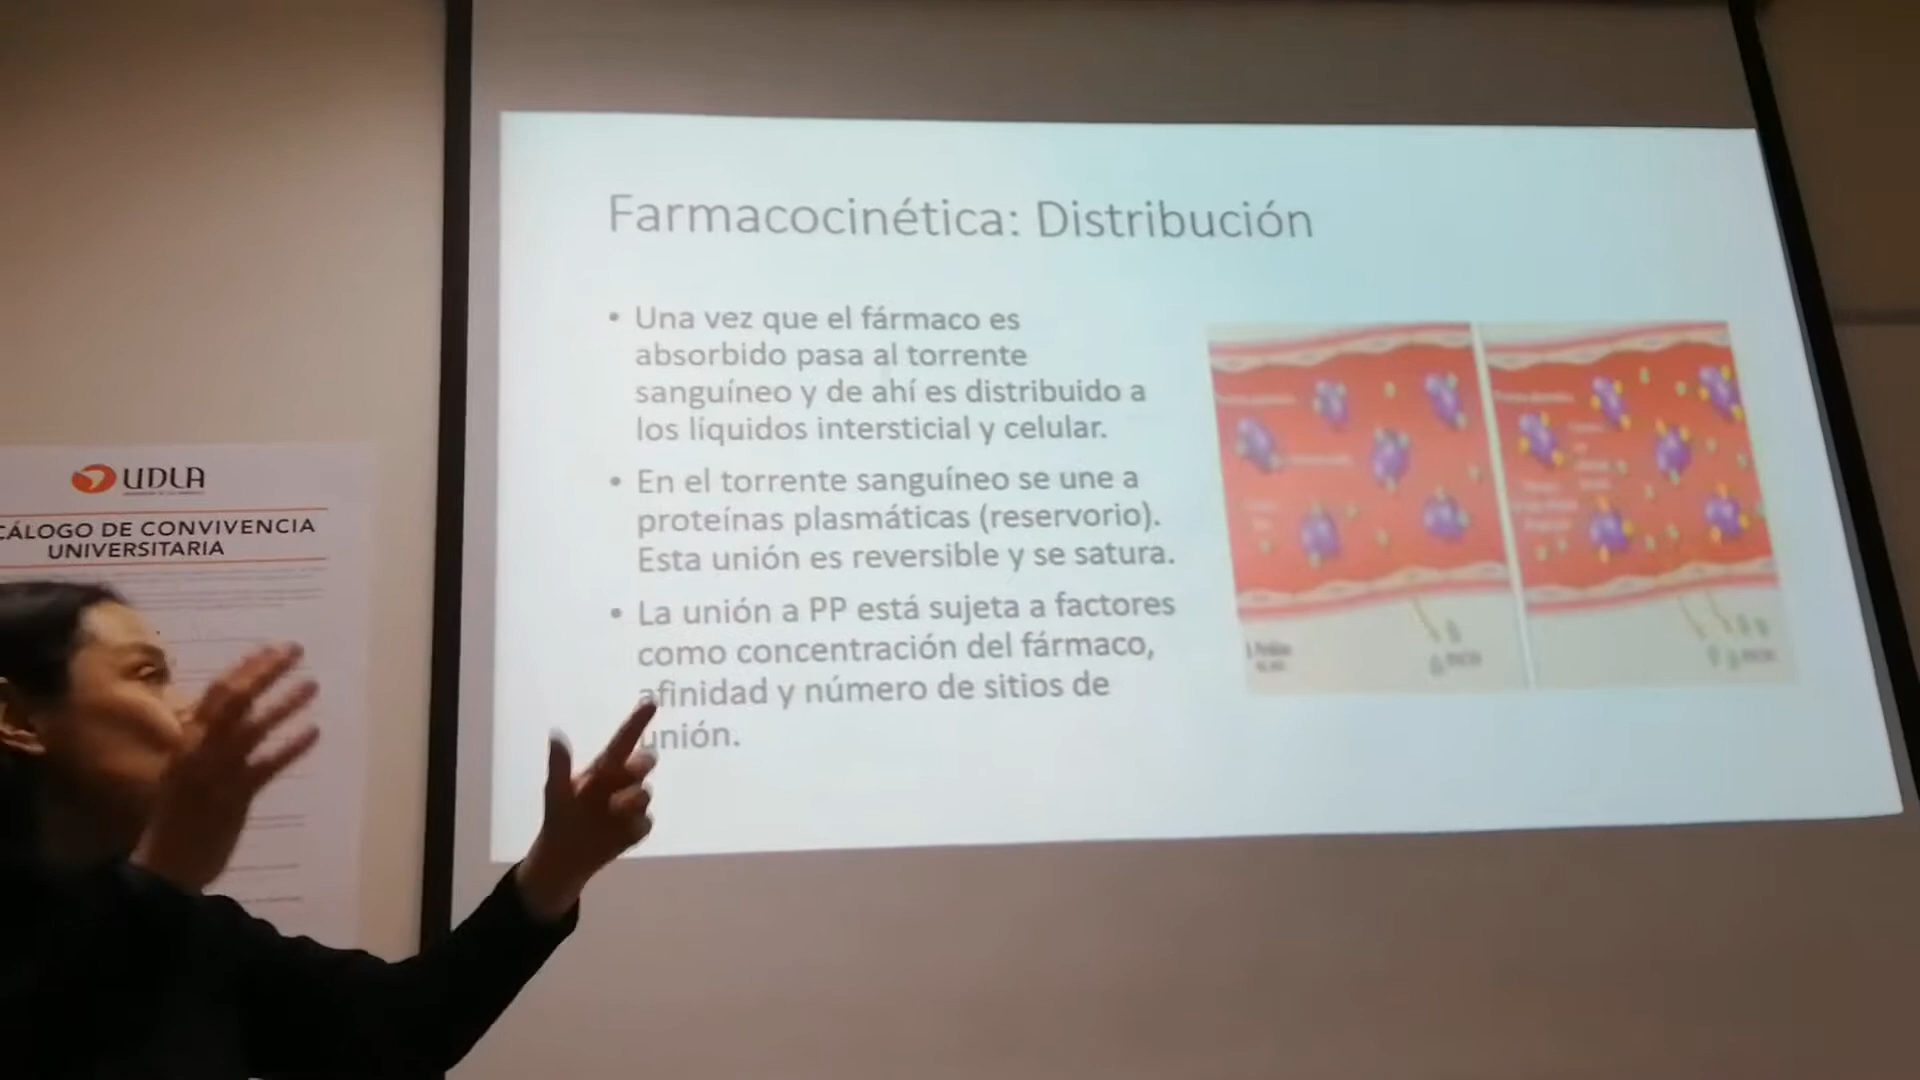 Farmacocinética: Distribución
• Una vez que el fármaco es
absorbido pasa al torrente
sanguíneo y de ahí es distribuido a
los líquidos intersticial y celular.
• En el torrente sanguíneo se une a
proteínas plasmáticas (reservorio).
Esta unión es reversible y se satura.
• La unión a PP está sujeta a factores
como concentración del fármaco,
afinidad y número de sitios de
unión.
UDLA
CÁLOGO DE CONVIVENCIA
UNIVERSITARIA